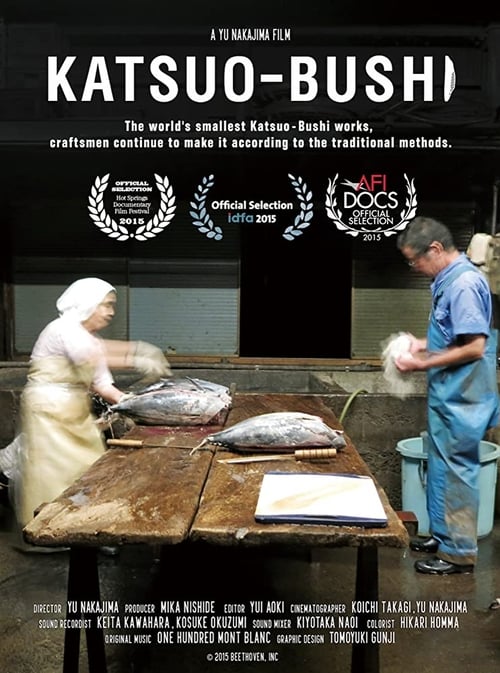 A YU NAKAJIMA FILM
KATSUO-BUSHI
The world's smallest Katsuo-Bushi works,
craftsmen continue to make it according to the traditional methods.
OFFICIAL SELECTION
Hot Springs
Documentary
Film Festival
2015
Official Selection
idfa 2015
AFI
DOCS
OFFICIAL
SELECTION
2015
DIRECTOR YU NAKAJIMA PRODUCER MIKA NISHIDE EDITOR YUI AOKI CINEMATOGRAPHER KOICHI TAKAGI, YU NAKAJIMA
SOUND RECORDIST KEITA KAWAHARA, KOSUKE OKUZUMI SOUND MIXER KIYOTAKA NAOI COLORIST HIKARI HOMMA
ORIGINAL MUSIC ONE HUNDRED MONT BLANC GRAPHIC DESIGN TOMOYUKI GUNJI
© 2015 BEETHOVEN, INC